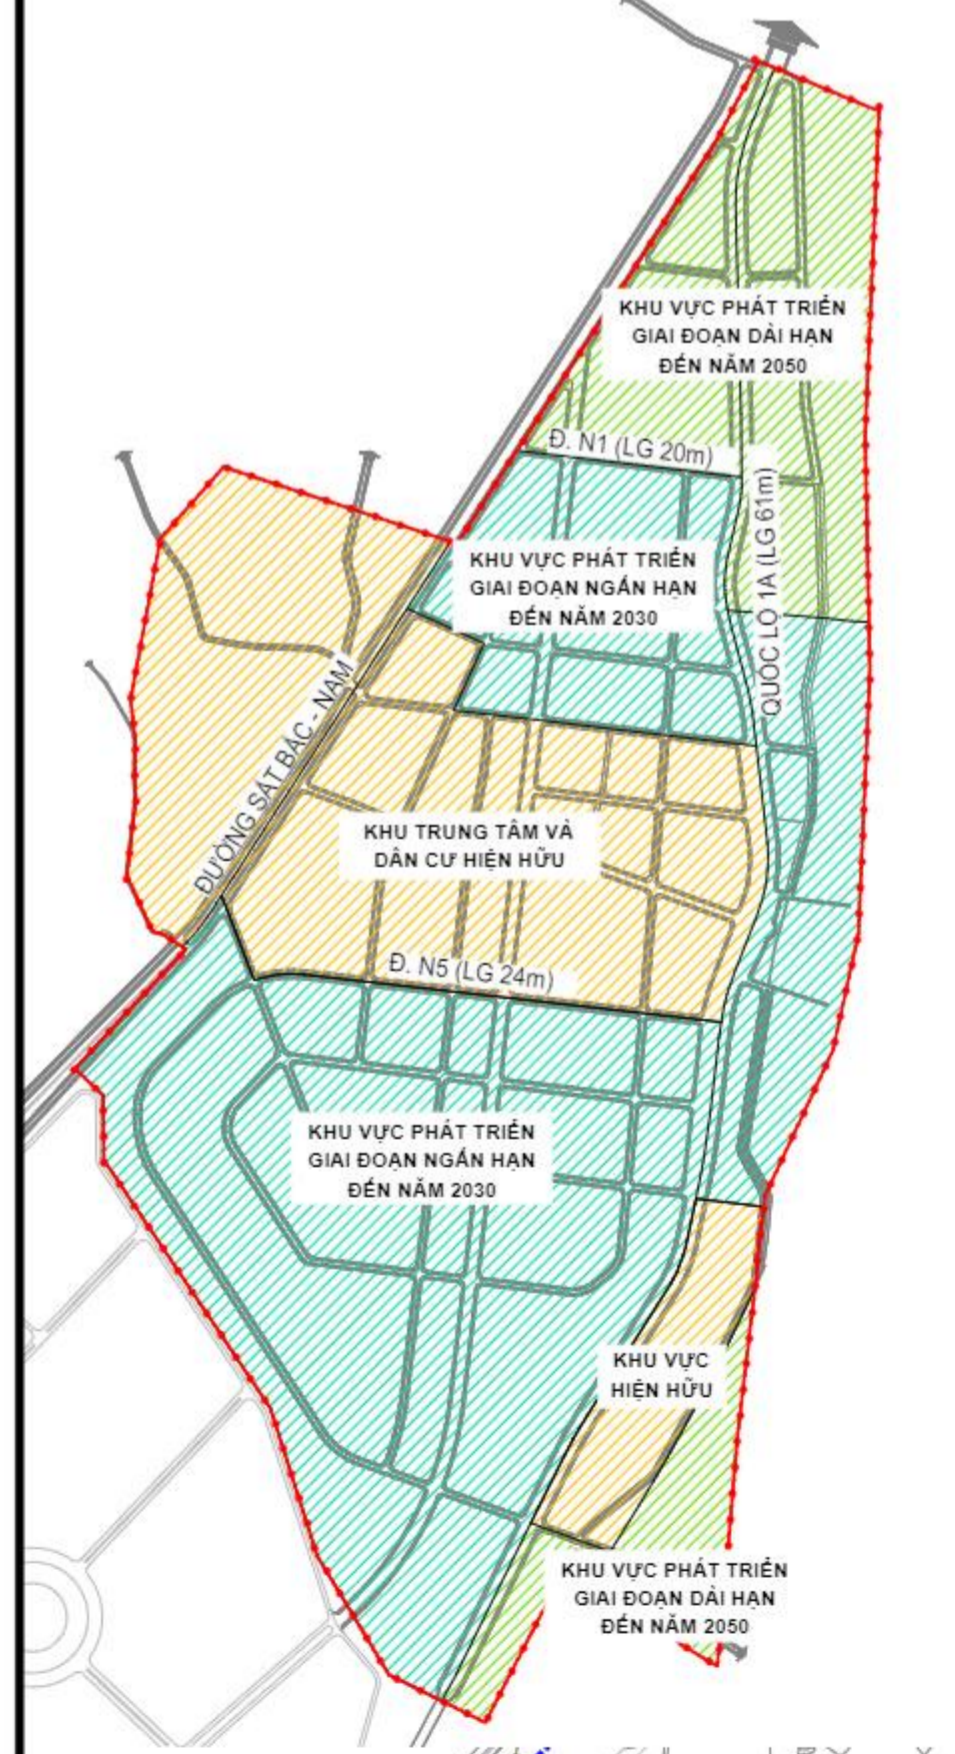 KHU VỰC PHÁT TRIỂN
GIAI ĐOẠN DÀI HẠN
ĐẾN NĂM 2050
Đ. N1 (LG 20m)
QUỐC LỘ 1A (LG 61m)
KHU VỰC PHÁT TRIỂN
GIAI ĐOẠN NGẮN HẠN
ĐẾN NĂM 2030
ĐƯỜNG SẮT BẮC - NAM
KHU TRUNG TÂM VÀ
DÂN CƯ HIỆN HỮU
Đ. N5 (LG 24m)
KHU VỰC PHÁT TRIỂN
GIAI ĐOẠN NGẮN HẠN
ĐẾN NĂM 2030
KHU VỰC
HIỆN HỮU
KHU VỰC PHÁT TRIỂN
GIAI ĐOẠN DÀI HẠN
ĐẾN NĂM 2050